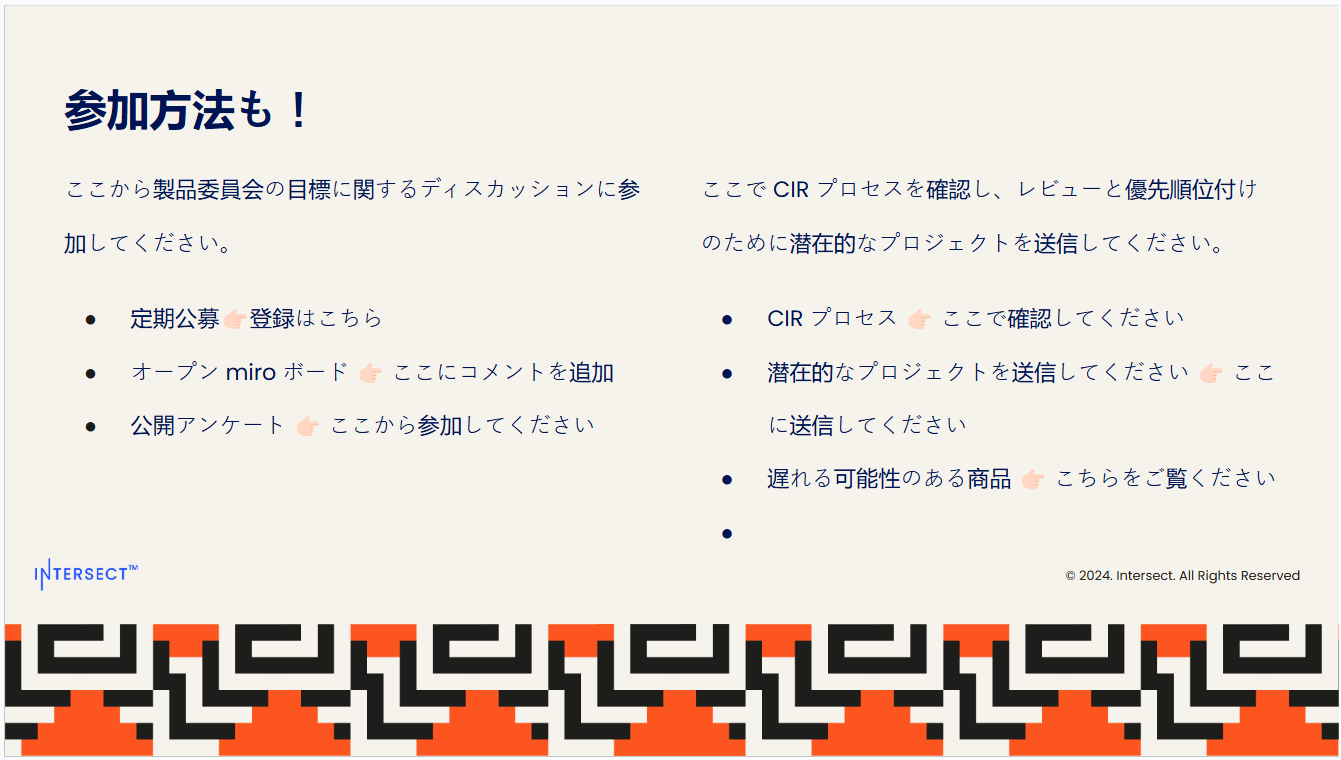 参加方法も！
ここから製品委員会の目標に関するディスカッションに参
加してください。
● 定期公募👉🏻登録はこちら
● オープン miro ボード 👉🏻 ここにコメントを追加
● 公開アンケート 👉🏻 ここから参加してください
ここで CIR プロセスを確認し、レビューと優先順位付け
のために潜在的なプロジェクトを送信してください。
● CIR プロセス 👉🏻 ここで確認してください
● 潜在的なプロジェクトを送信してください 👉🏻 ここ
に送信してください
● 遅れる可能性のある商品 👉🏻 こちらをご覧ください
●
INTERSECT™
© 2024. Intersect. All Rights Reserved